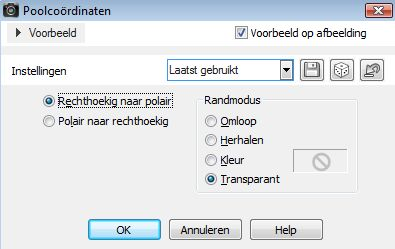 Poolcoördinaten
Voorbeeld
Voorbeeld op afbeelding
Instellingen
Laatst gebruikt
Rechthoekig naar polair
Polair naar rechthoekig
Randmodus
Omloop
Herhalen
Kleur
Transparant
OK
Annuleren
Help